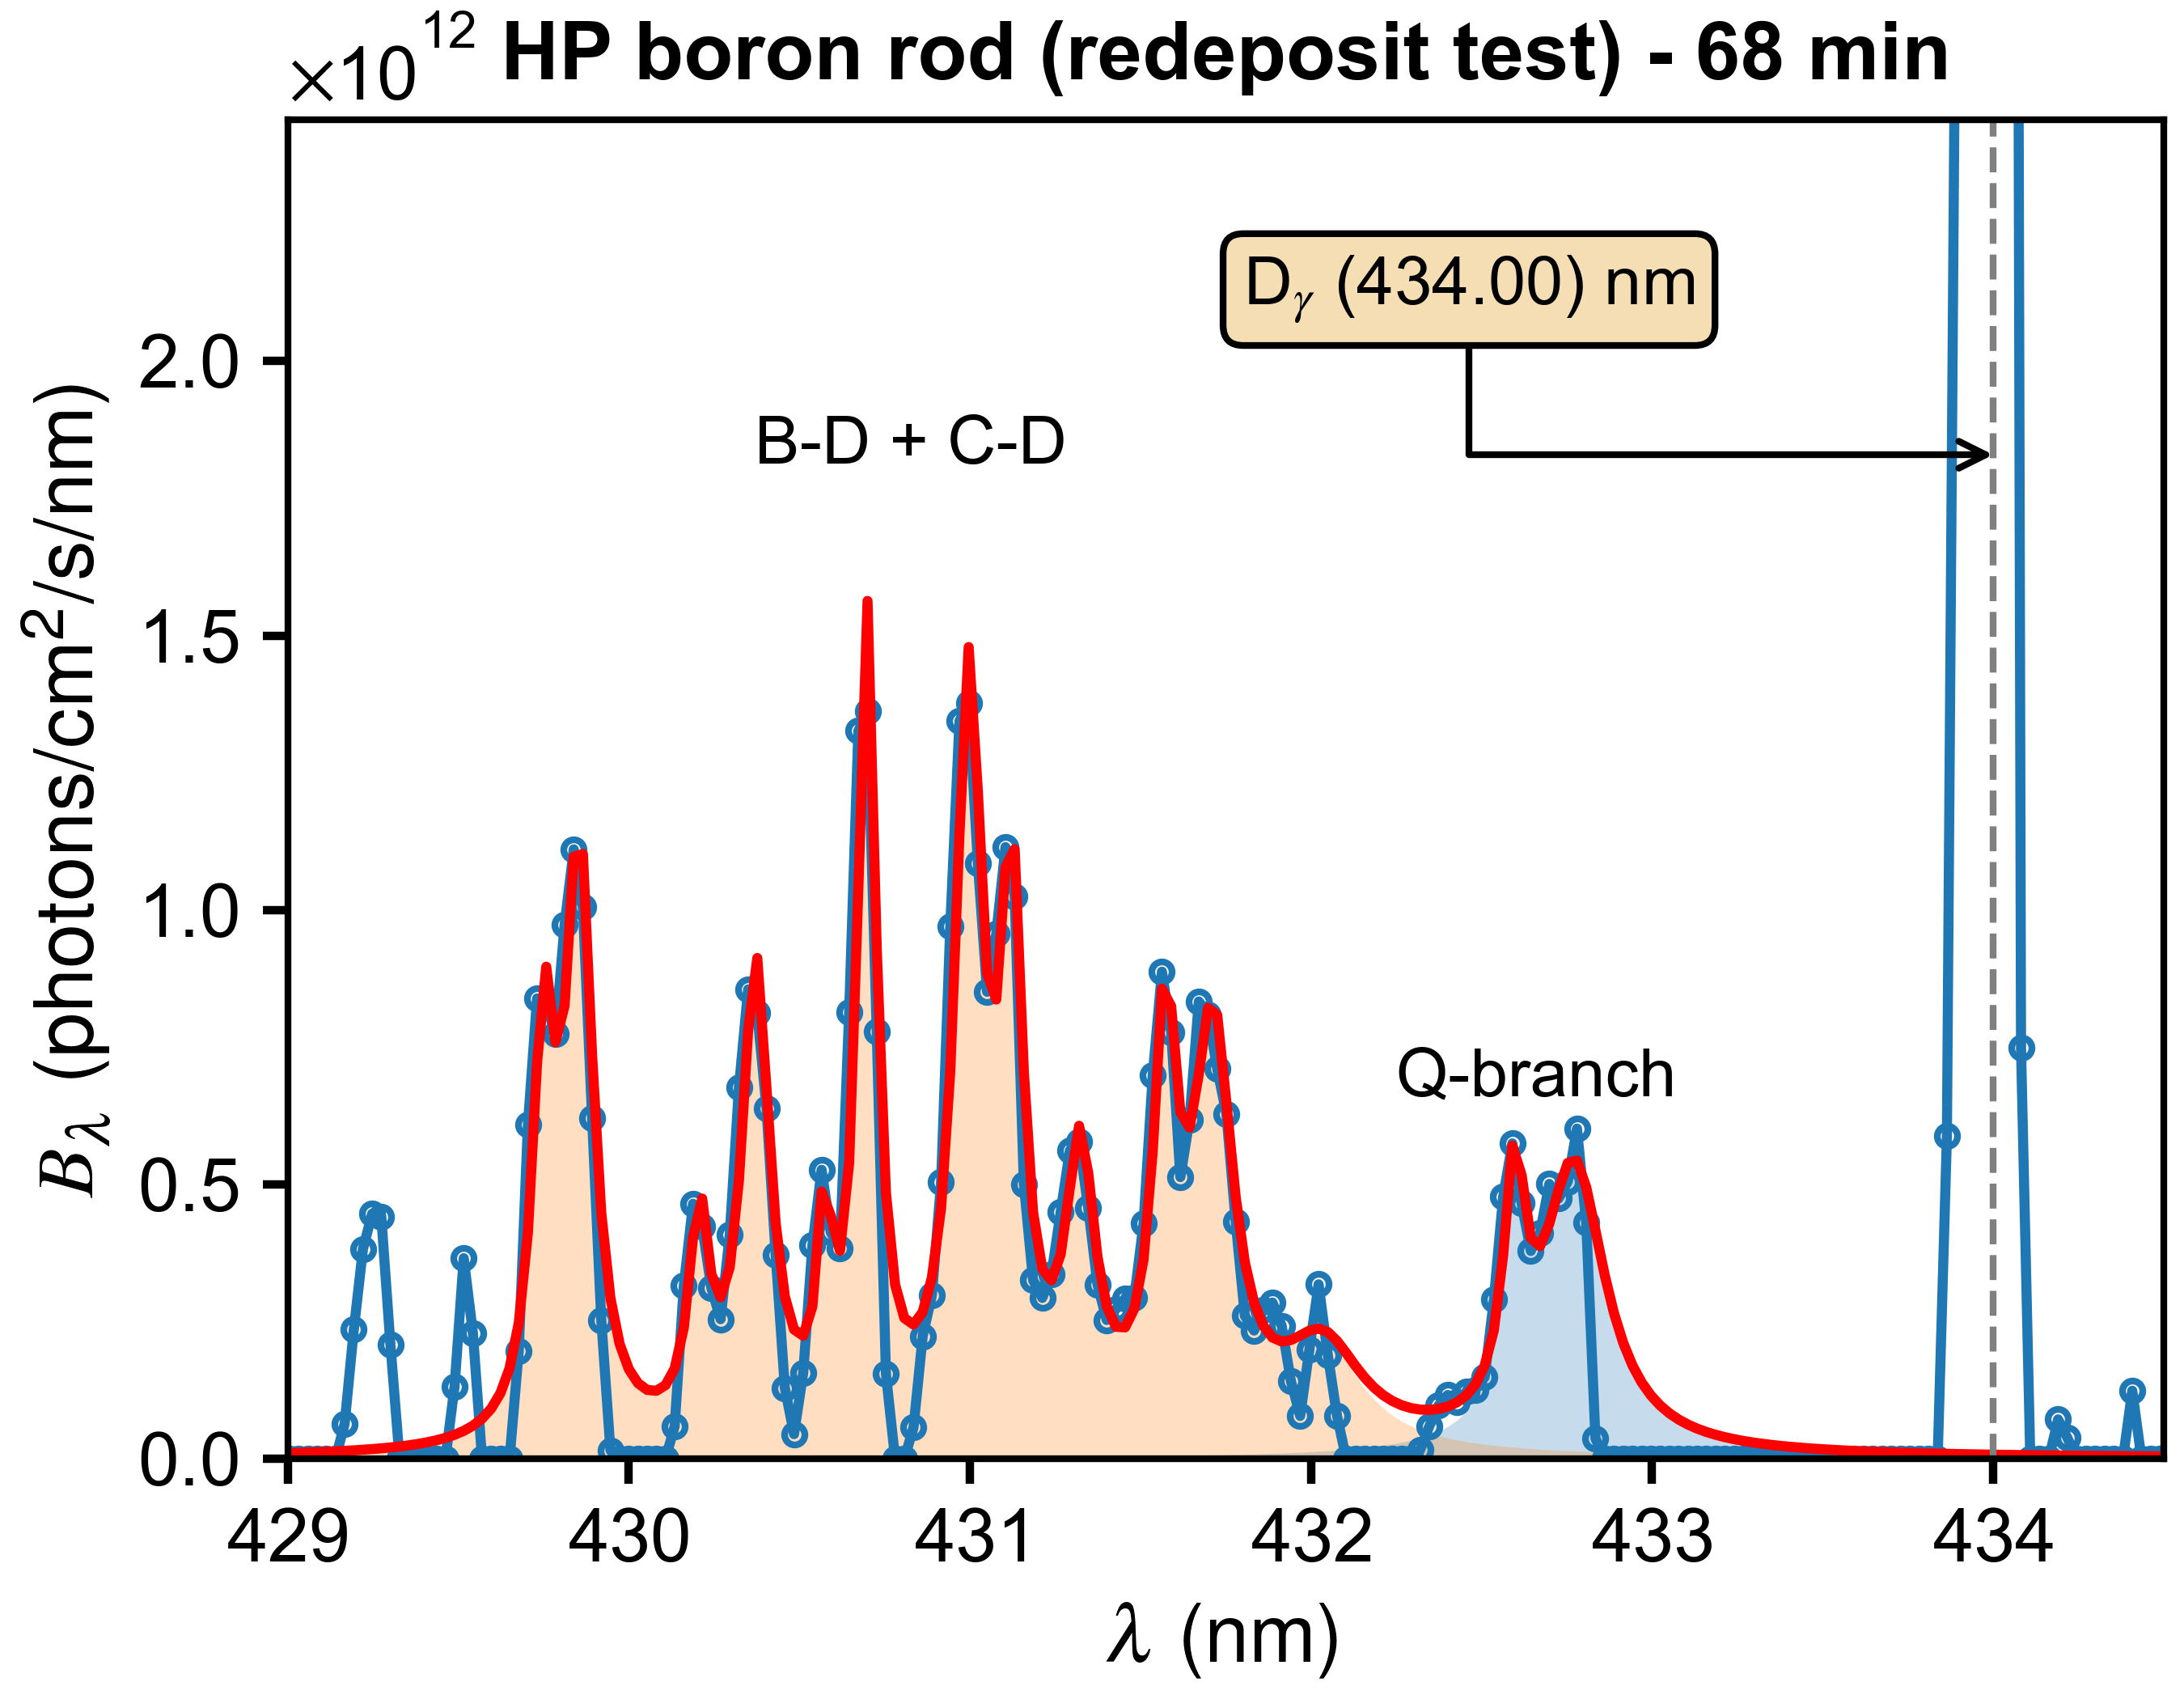 ×10¹² HP boron rod (redeposit test) - 68 min
Dᵧ (434.00) nm
B-D + C-D
Q-branch
2.0
1.5
1.0
0.5
0.0
B_λ (photons/cm²/s/nm)
429 430 431 432 433 434
λ (nm)